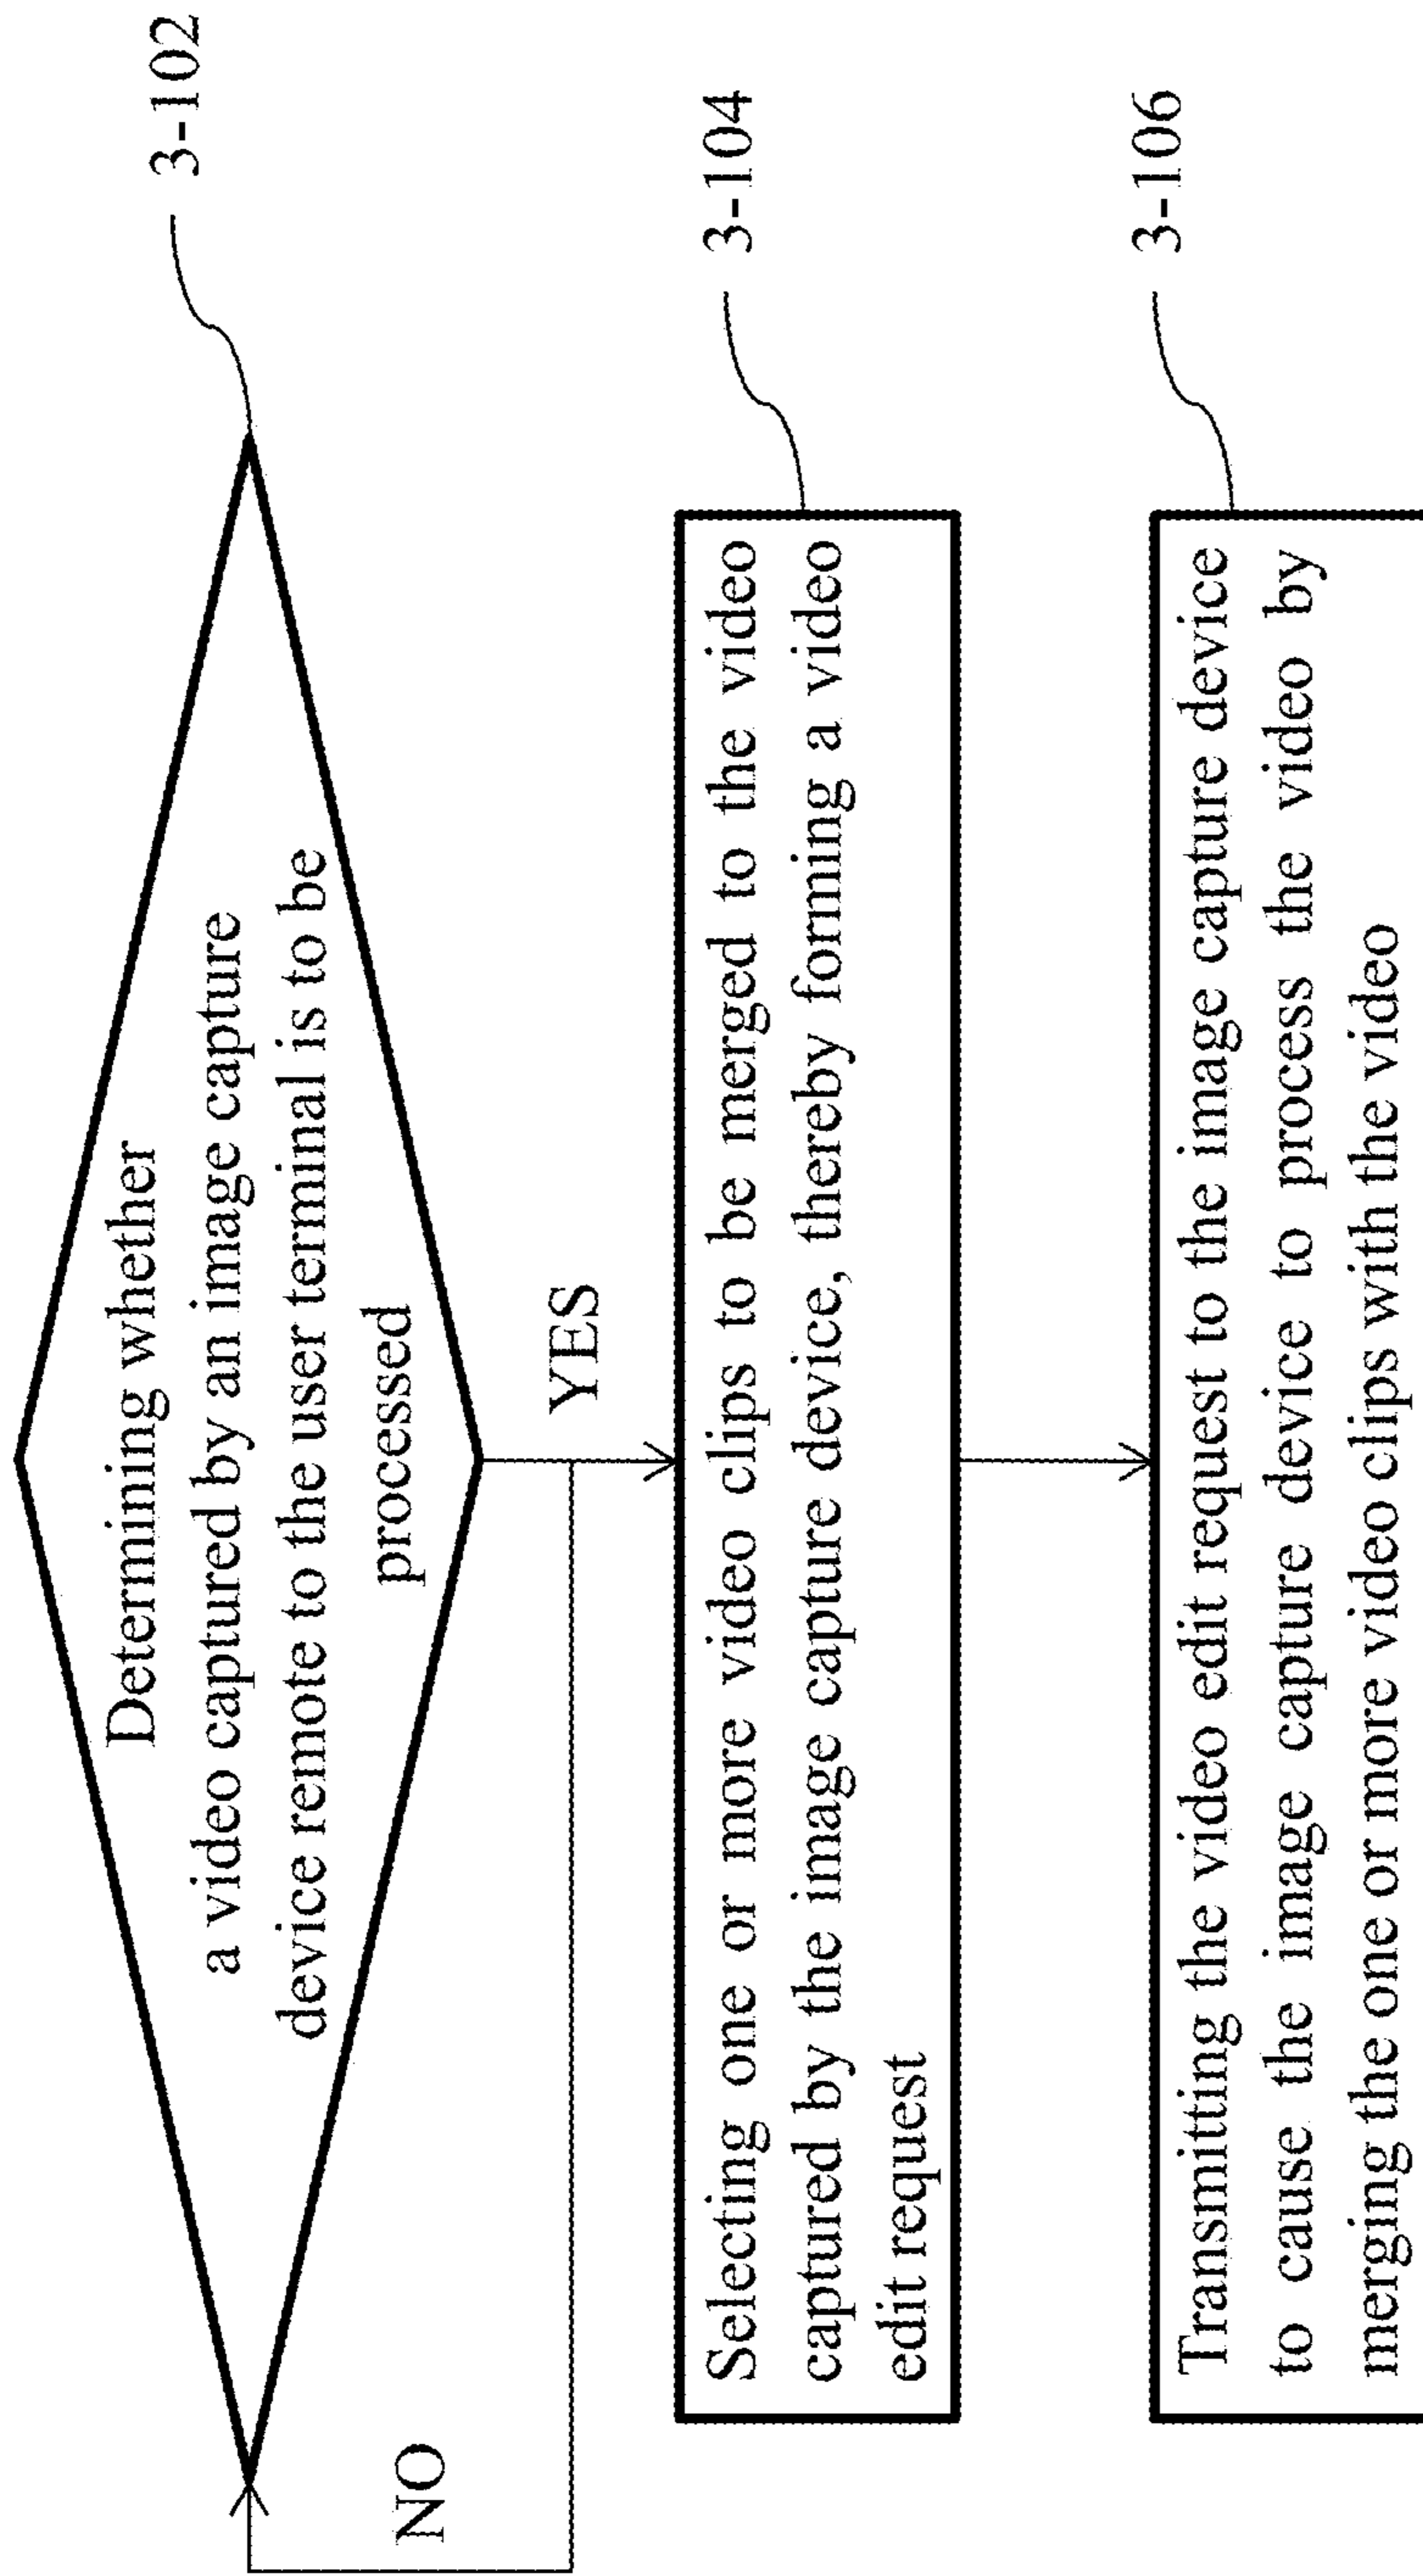 Determining whether
a video captured by an image capture
device remote to the user terminal is to be
processed
3-102
NO
YES
Selecting one or more video clips to be merged to the video
captured by the image capture device, thereby forming a video
edit request
3-104
Transmitting the video edit request to the image capture device
to cause the image capture device to process the video by
merging the one or more video clips with the video
3-106